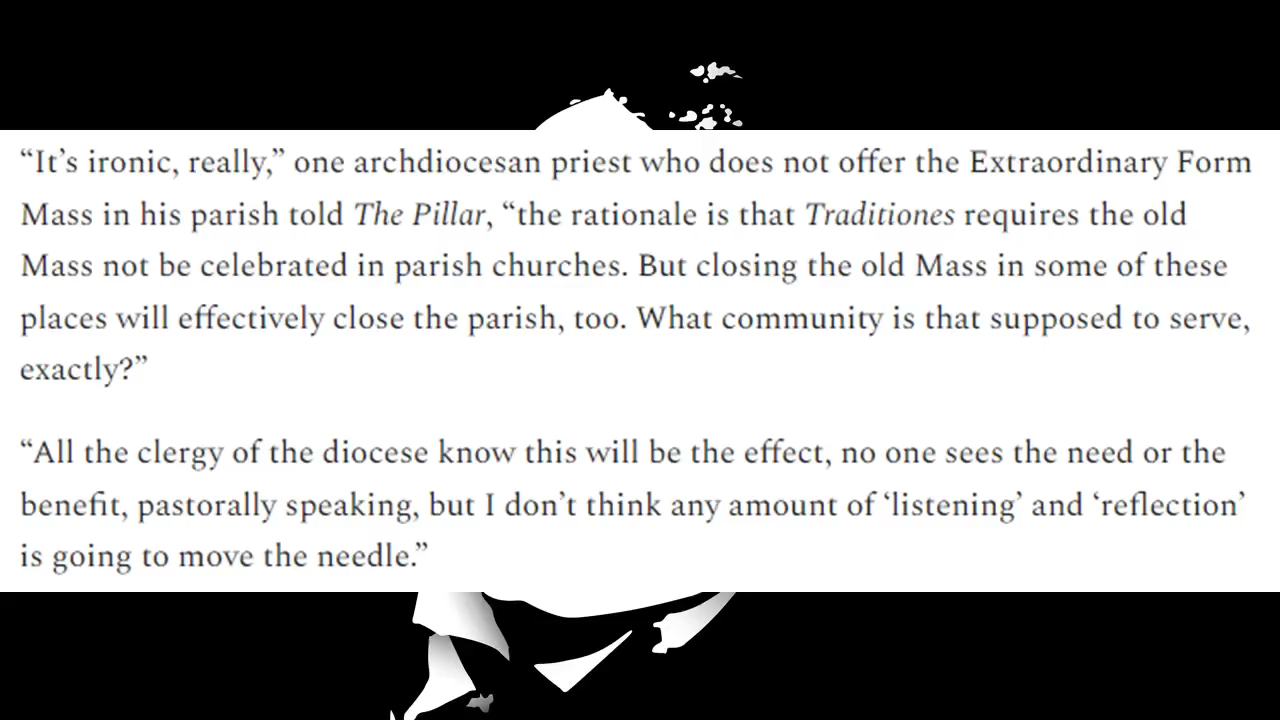 “It’s ironic, really,” one archdiocesan priest who does not offer the Extraordinary Form
Mass in his parish told The Pillar, “the rationale is that Traditiones requires the old
Mass not be celebrated in parish churches. But closing the old Mass in some of these
places will effectively close the parish, too. What community is that supposed to serve,
exactly?”
“All the clergy of the diocese know this will be the effect, no one sees the need or the
benefit, pastorally speaking, but I don’t think any amount of ‘listening’ and ‘reflection’
is going to move the needle.”